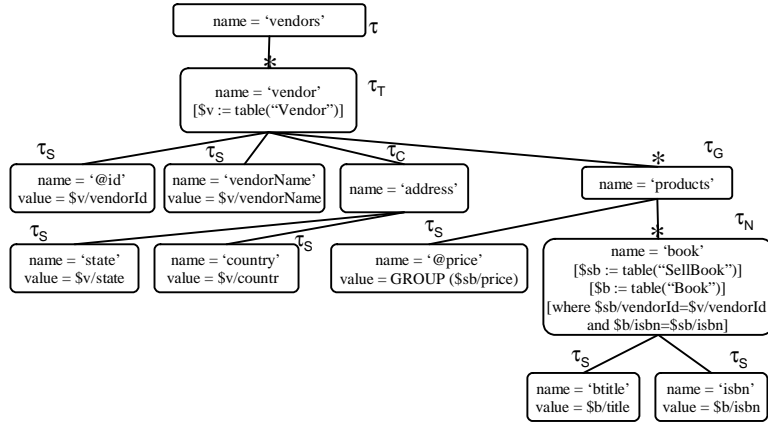 name = ‘vendors’ τ
*
name = ‘vendor’ τT
[$v := table(“Vendor”)]
τS τS τC * τG
name = ‘@id’
value = $v/vendorId
name = ‘vendorName’
value = $v/vendorName
name = ‘address’
name = ‘products’
τS τS τS * τN
name = ‘state’
value = $v/state
name = ‘country’
value = $v/countr
name = ‘@price’
value = GROUP ($sb/price)
name = ‘book’
[$sb := table(“SellBook”)]
[$b := table(“Book”)]
[where $sb/vendorId=$v/vendorId
and $b/isbn=$sb/isbn]
τS τS
name = ‘btitle’
value = $b/title
name = ‘isbn’
value = $b/isbn